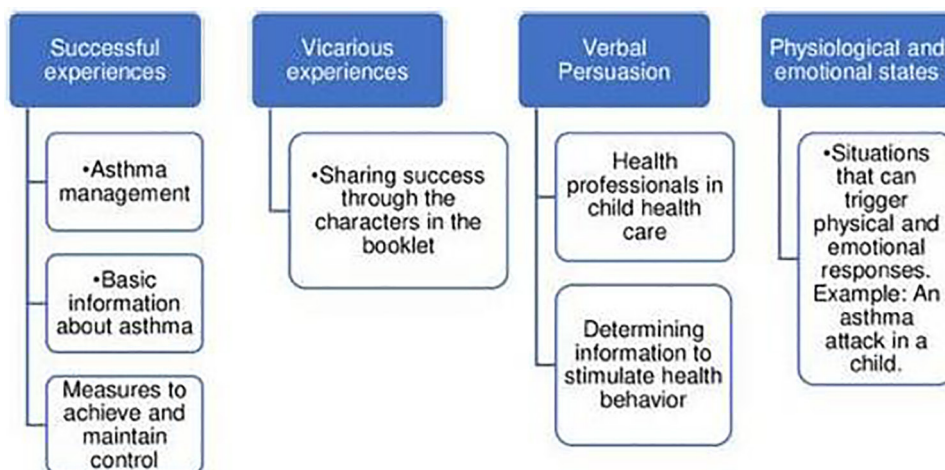 Successful
experiences
•Asthma
management
•Basic
information
about asthma
Measures to
achieve and
maintain
control
Vicarious
experiences
•Sharing success
through the
characters in the
booklet
Verbal
Persuasion
Health
professionals in
child health
care
Determining
information to
stimulate health
behavior
Physiological and
emotional states
•Situations
that can
trigger
physical and
emotional
responses.
Example: An
asthma
attack in a
child.